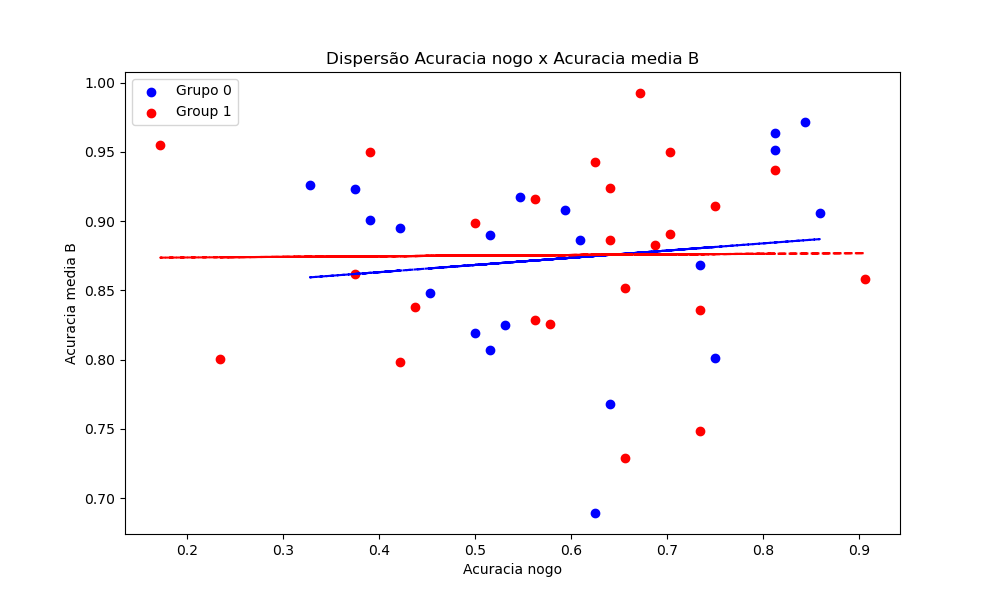 Dispersão Acuracia nogo x Acuracia media B
Grupo 0
Group 1
Acuracia media B
1.00
0.95
0.90
0.85
0.80
0.75
0.70
0.2 0.3 0.4 0.5 0.6 0.7 0.8 0.9
Acuracia nogo